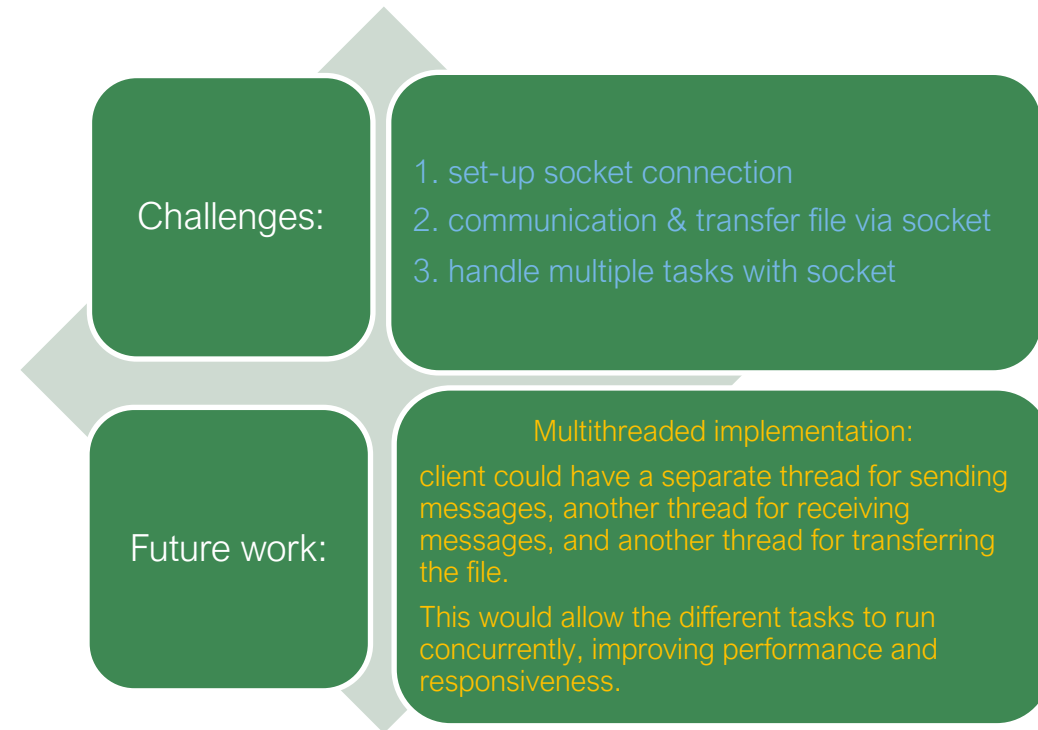 Challenges:
1. set-up socket connection
2. communication & transfer file via socket
3. handle multiple tasks with socket
Future work:
Multithreaded implementation:
client could have a separate thread for sending
messages, another thread for receiving
messages, and another thread for transferring
the file.
This would allow the different tasks to run
concurrently, improving performance and
responsiveness.